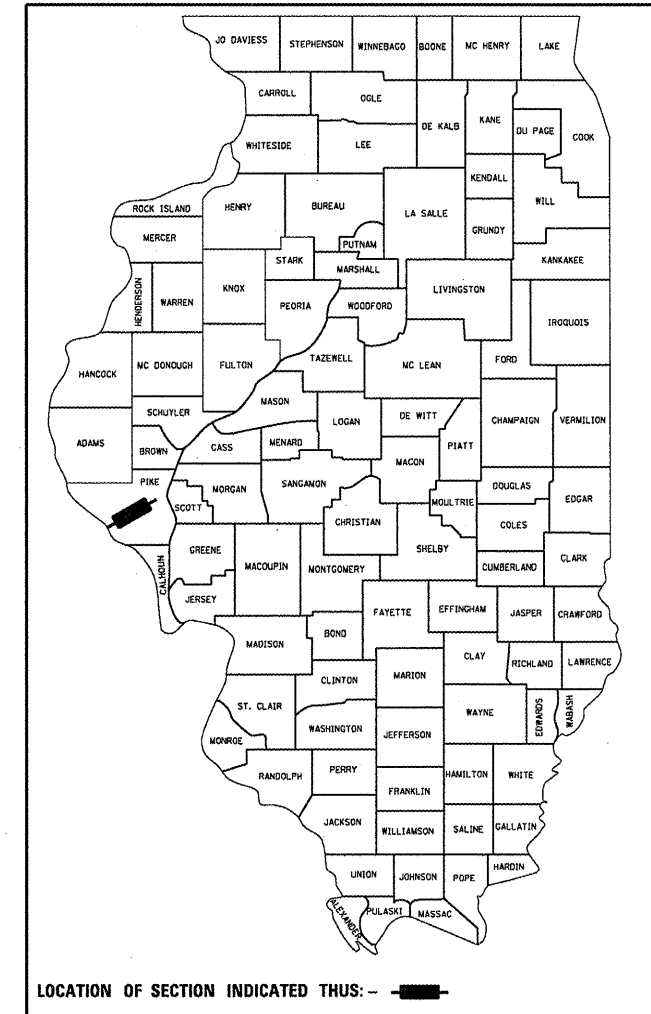 JO DAVIESS
STEPHENSON
WINNEBAGO
BOONE
MC HENRY
LAKE
CARROLL
OGLE
DE KALB
KANE
DU PAGE
COOK
WHITESIDE
LEE
KENDALL
WILL
ROCK ISLAND
HENRY
BUREAU
LA SALLE
GRUNDY
MERCER
PUTNAM
STARK
MARSHALL
KANKAKEE
HENDERSON
WARREN
KNOX
PEORIA
WOODFORD
LIVINGSTON
IROQUOIS
HANCOCK
MC DONOUGH
FULTON
TAZEWELL
MC LEAN
FORD
SCHUYLER
MASON
LOGAN
DE WITT
CHAMPAIGN
VERMILION
ADAMS
BROWN
CASS
MENARD
MACON
PIATT
PIKE
SCOTT
MORGAN
SANGAMON
CHRISTIAN
MOULTRIE
DOUGLAS
EDGAR
COLES
SHELBY
CALHOUN
GREENE
MACOUPIN
MONTGOMERY
CUMBERLAND
CLARK
JERSEY
FAYETTE
EFFINGHAM
JASPER
CRAWFORD
MADISON
BOND
CLAY
RICHLAND
LAWRENCE
CLINTON
MARION
ST. CLAIR
WAYNE
EDWARDS
WABASH
WASHINGTON
JEFFERSON
MONROE
RANDOLPH
PERRY
HAMILTON
WHITE
FRANKLIN
JACKSON
WILLIAMSON
SALINE
GALLATIN
UNION
JOHNSON
POPE
HARDIN
ALEXANDER
PULASKI
MASSAC
LOCATION OF SECTION INDICATED THUS: -